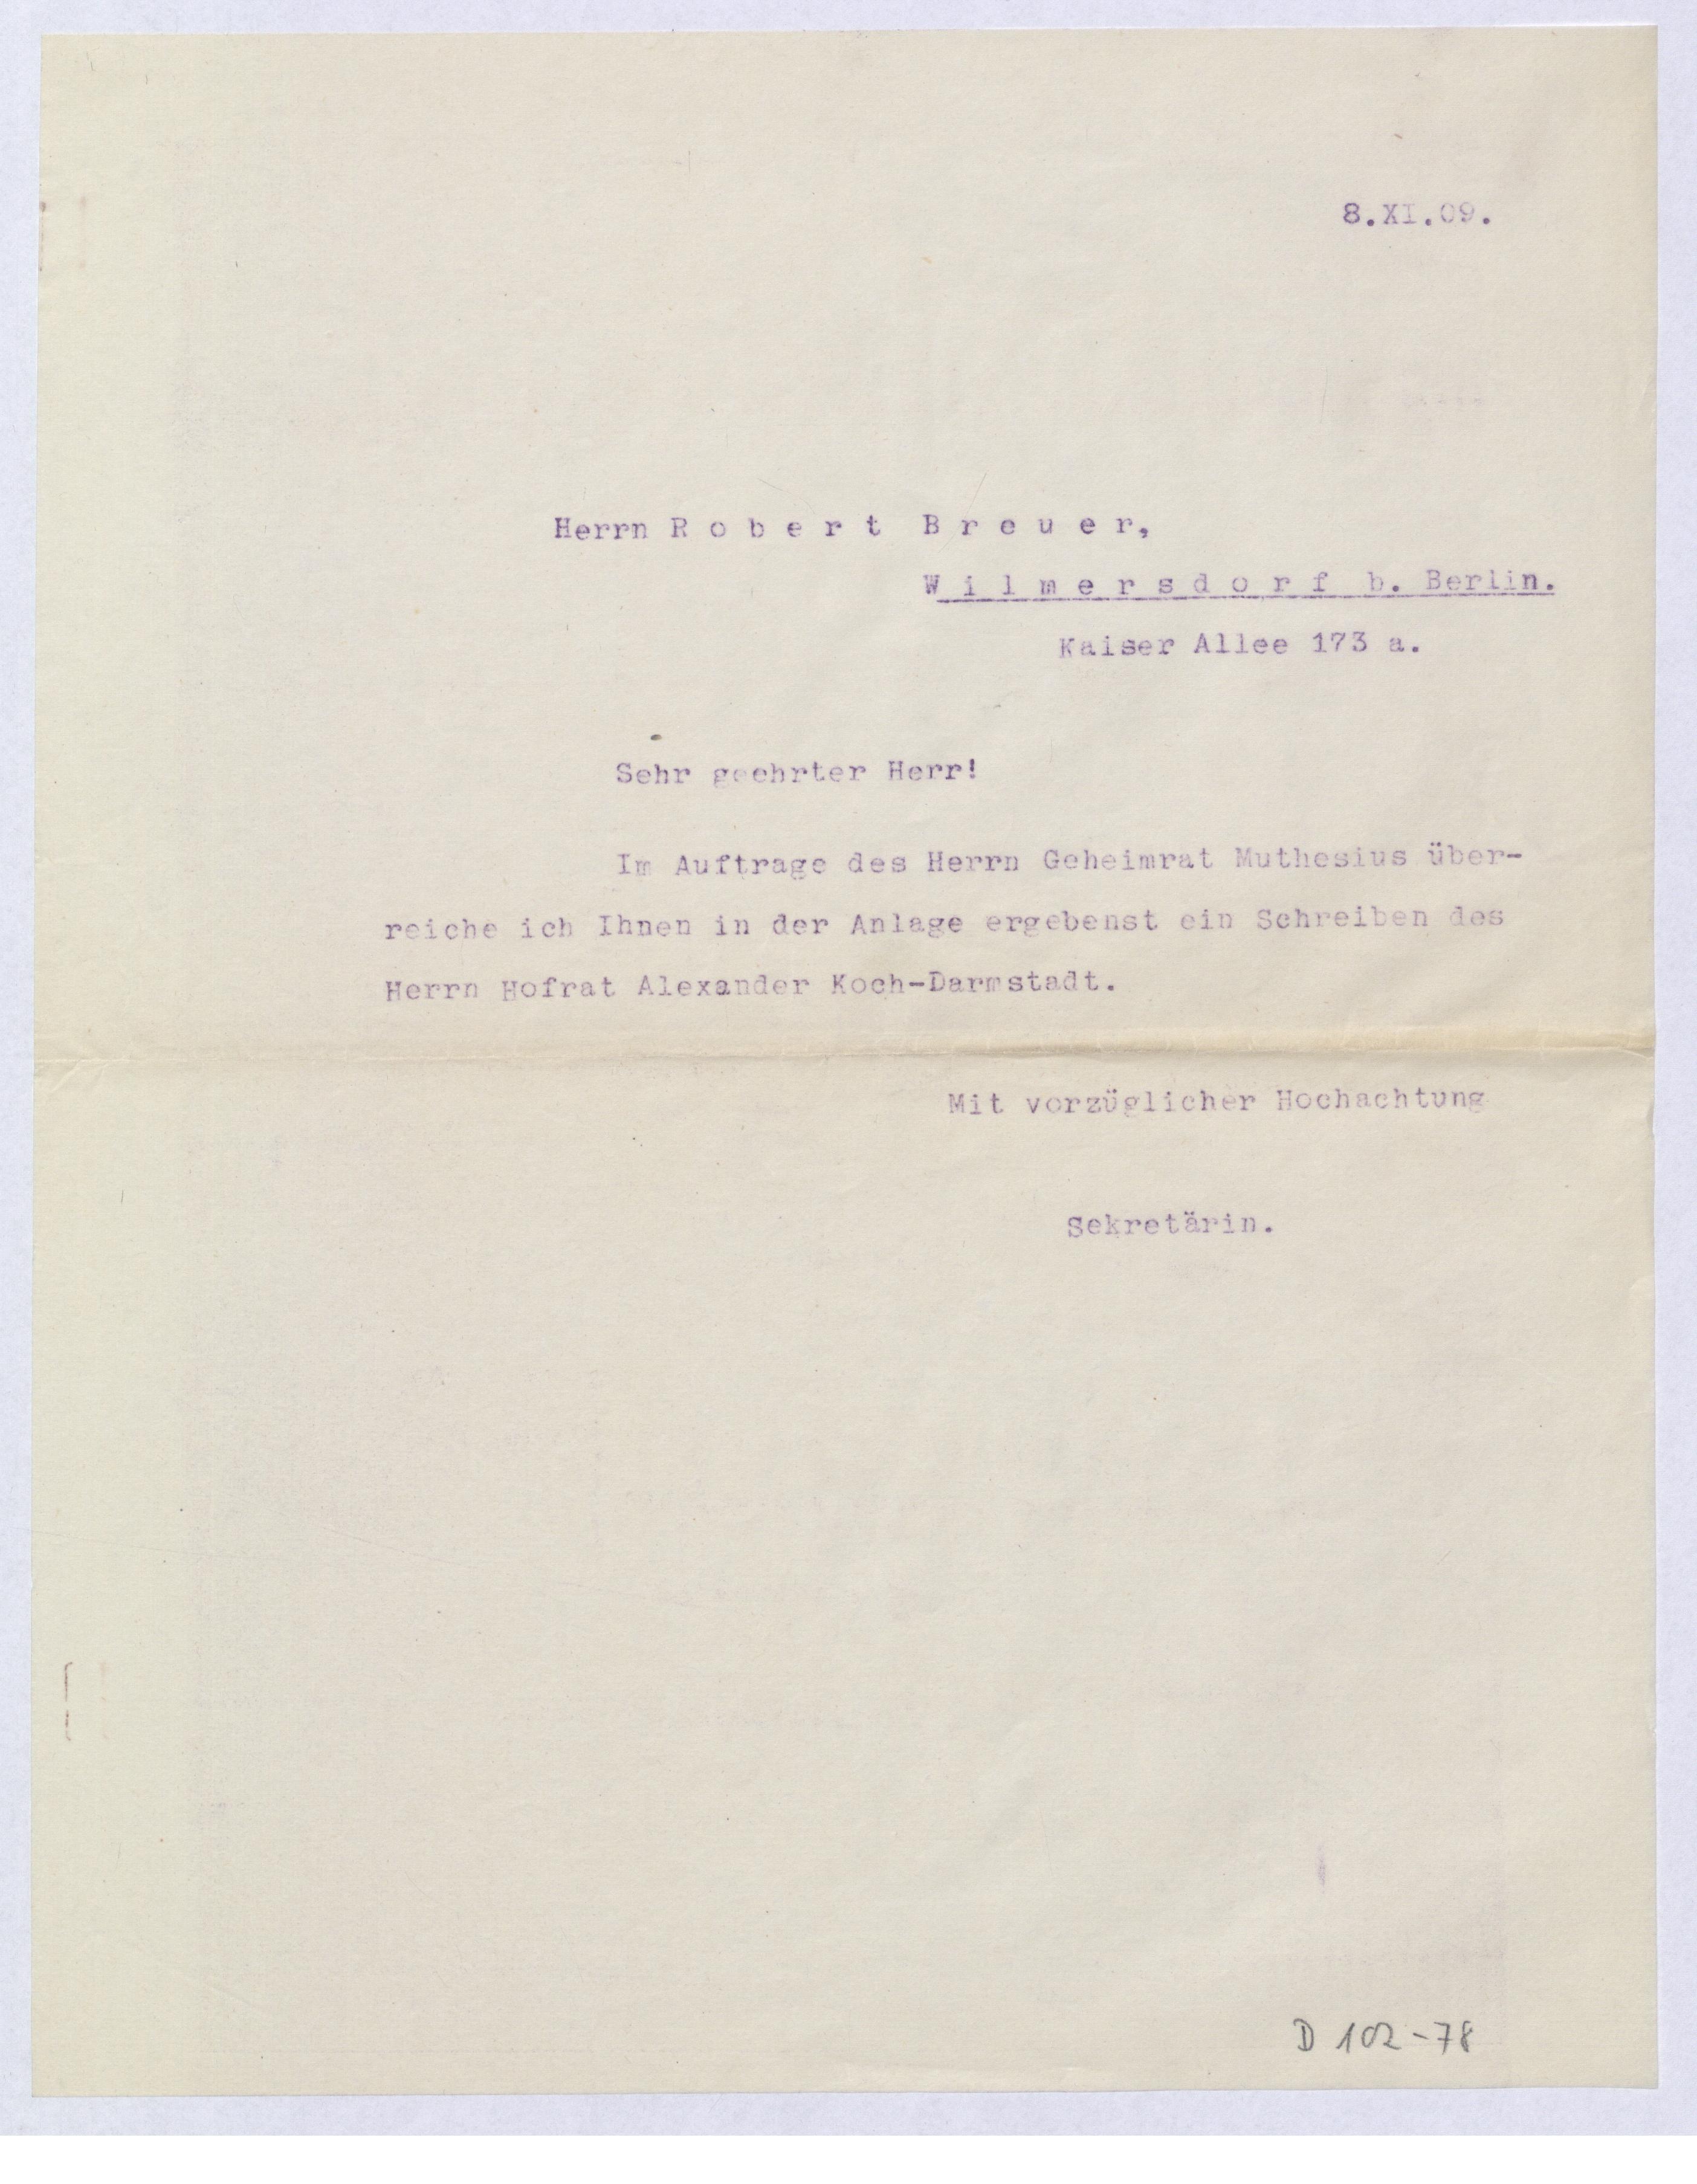 8.XI.09.
Herrn R o b e r t  B r e u e r,
W i l m e r s d o r f  b. Berlin.
Kaiser Allee 173 a.
Sehr geehrter Herr!
Im Auftrage des Herrn Geheimrat Muthesius über-
reiche ich Ihnen in der Anlage ergebenst ein Schreiben des
Herrn Hofrat Alexander Koch-Darmstadt.
Mit vorzüglicher Hochachtung
Sekretärin.
D 102-78